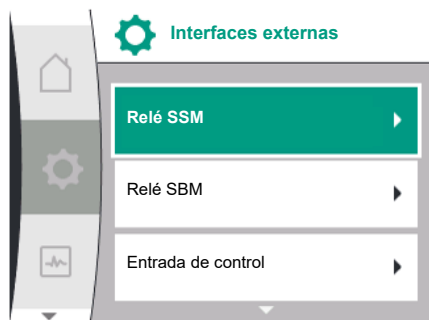 Interfaces externas
Relé SSM
Relé SBM
Entrada de control